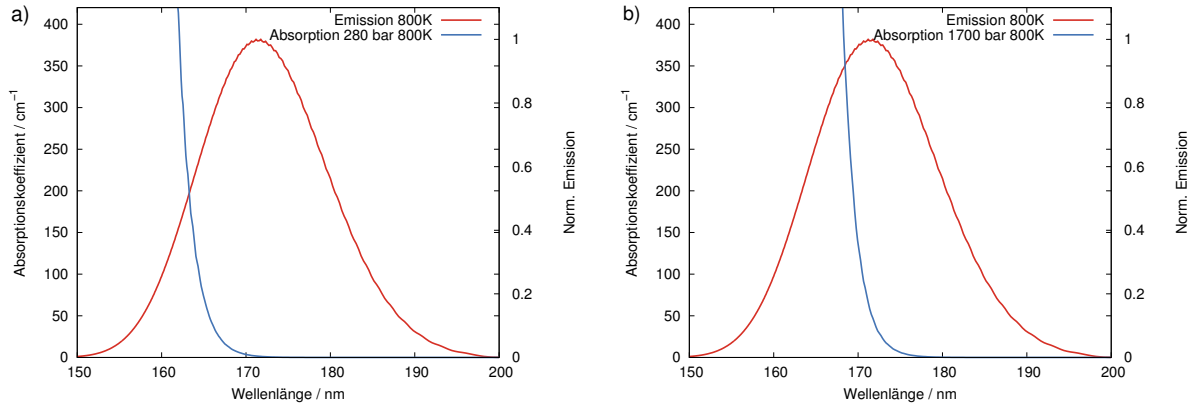 a)
Emission 800K
Absorption 280 bar 800K
Absorptionskoeffizient / cm⁻¹
400
350
300
250
200
150
100
50
0
1
0.8
0.6
0.4
0.2
0
Norm. Emission
150 160 170 180 190 200
Wellenlänge / nm
b)
Emission 800K
Absorption 1700 bar 800K
Absorptionskoeffizient / cm⁻¹
400
350
300
250
200
150
100
50
0
1
0.8
0.6
0.4
0.2
0
Norm. Emission
150 160 170 180 190 200
Wellenlänge / nm